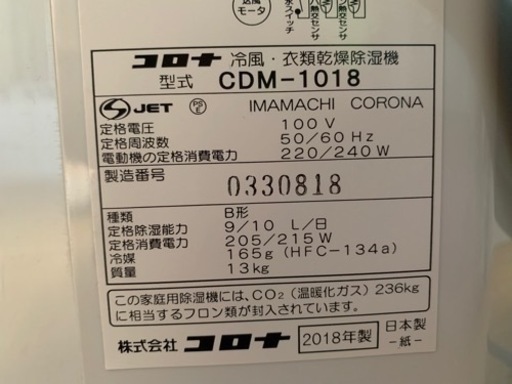 送風
モータ
コロナ 冷風・衣類乾燥除湿機
型式 CDM-1018
JET PS E IMAMACHI CORONA
定格電圧 100 V
定格周波数 50/60 Hz
電動機の定格消費電力 220/240 W
製造番号 0330818
種類 B形
定格除湿能力 9/10 L/日
定格消費電力 205/215 W
冷媒 165g (HFC-134a)
質量 13kg
この家庭用除湿機には、CO₂（温暖化ガス）236kg
に相当するフロン類が封入されています。
株式会社 コロナ 2018年製 日本製
-紙-